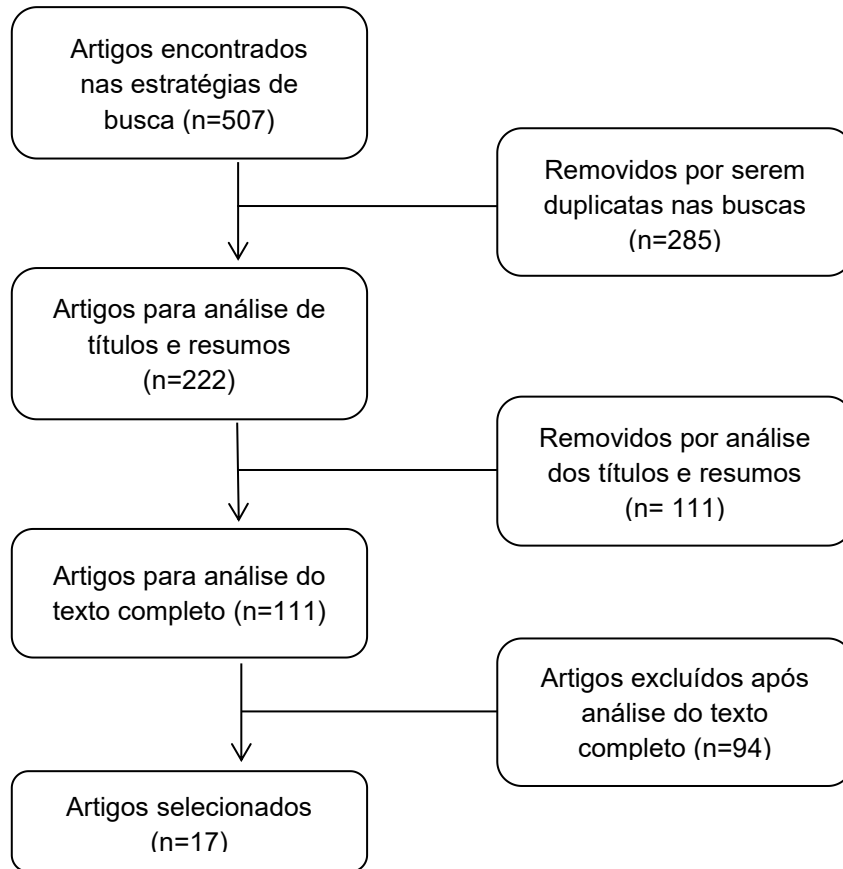 Artigos encontrados
nas estratégias de
busca (n=507)
Removidos por serem
duplicatas nas buscas
(n=285)
Artigos para análise de
títulos e resumos
(n=222)
Removidos por análise
dos títulos e resumos
(n= 111)
Artigos para análise do
texto completo (n=111)
Artigos excluídos após
análise do texto
completo (n=94)
Artigos selecionados
(n=17)